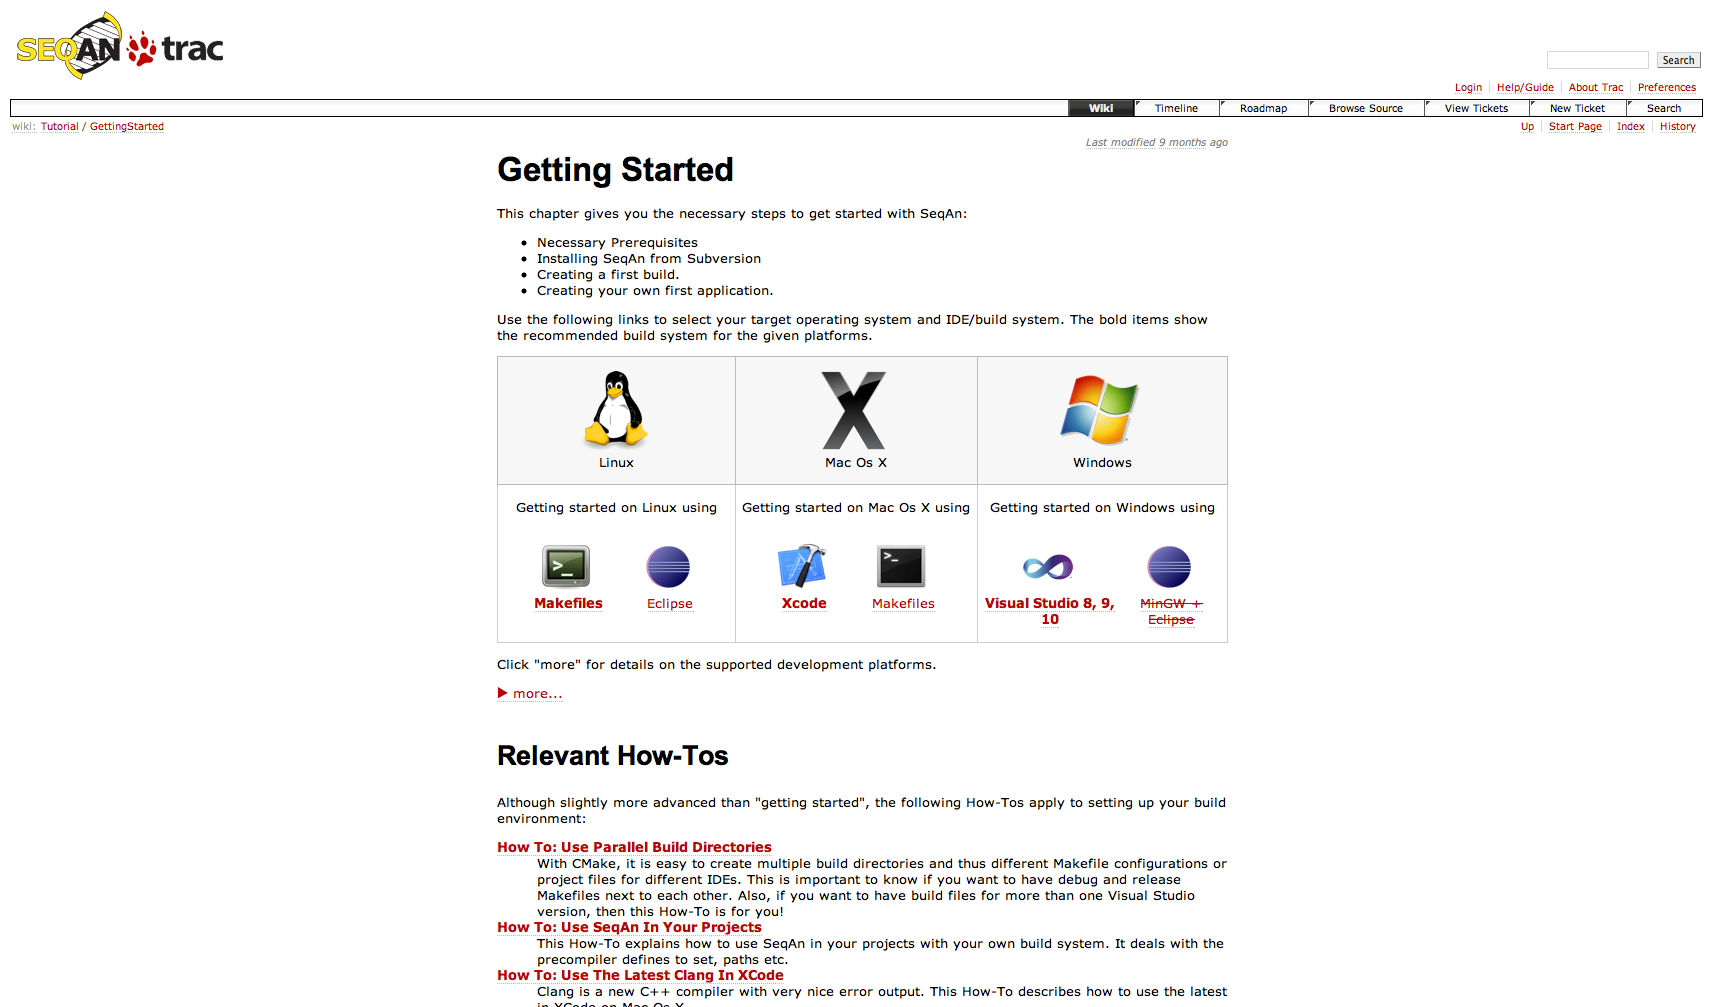 SEQAN trac
Search
Login Help/Guide About Trac Preferences
Wiki Timeline Roadmap Browse Source View Tickets New Ticket Search
wiki: Tutorial / GettingStarted
Up Start Page Index History
Last modified 9 months ago
Getting Started
This chapter gives you the necessary steps to get started with SeqAn:
• Necessary Prerequisites
• Installing SeqAn from Subversion
• Creating a first build.
• Creating your own first application.
Use the following links to select your target operating system and IDE/build system. The bold items show
the recommended build system for the given platforms.
Linux
Mac Os X
Windows
Getting started on Linux using
Makefiles
Eclipse
Getting started on Mac Os X using
Xcode
Makefiles
Getting started on Windows using
Visual Studio 8, 9,
10
MinGW +
Eclipse
Click "more" for details on the supported development platforms.
more...
Relevant How-Tos
Although slightly more advanced than "getting started", the following How-Tos apply to setting up your build
environment:
How To: Use Parallel Build Directories
With CMake, it is easy to create multiple build directories and thus different Makefile configurations or
project files for different IDEs. This is important to know if you want to have debug and release
Makefiles next to each other. Also, if you want to have build files for more than one Visual Studio
version, then this How-To is for you!
How To: Use SeqAn In Your Projects
This How-To explains how to use SeqAn in your projects with your own build system. It deals with the
precompiler defines to set, paths etc.
How To: Use The Latest Clang In XCode
Clang is a new C++ compiler with very nice error output. This How-To describes how to use the latest
in XCode on Mac Os X